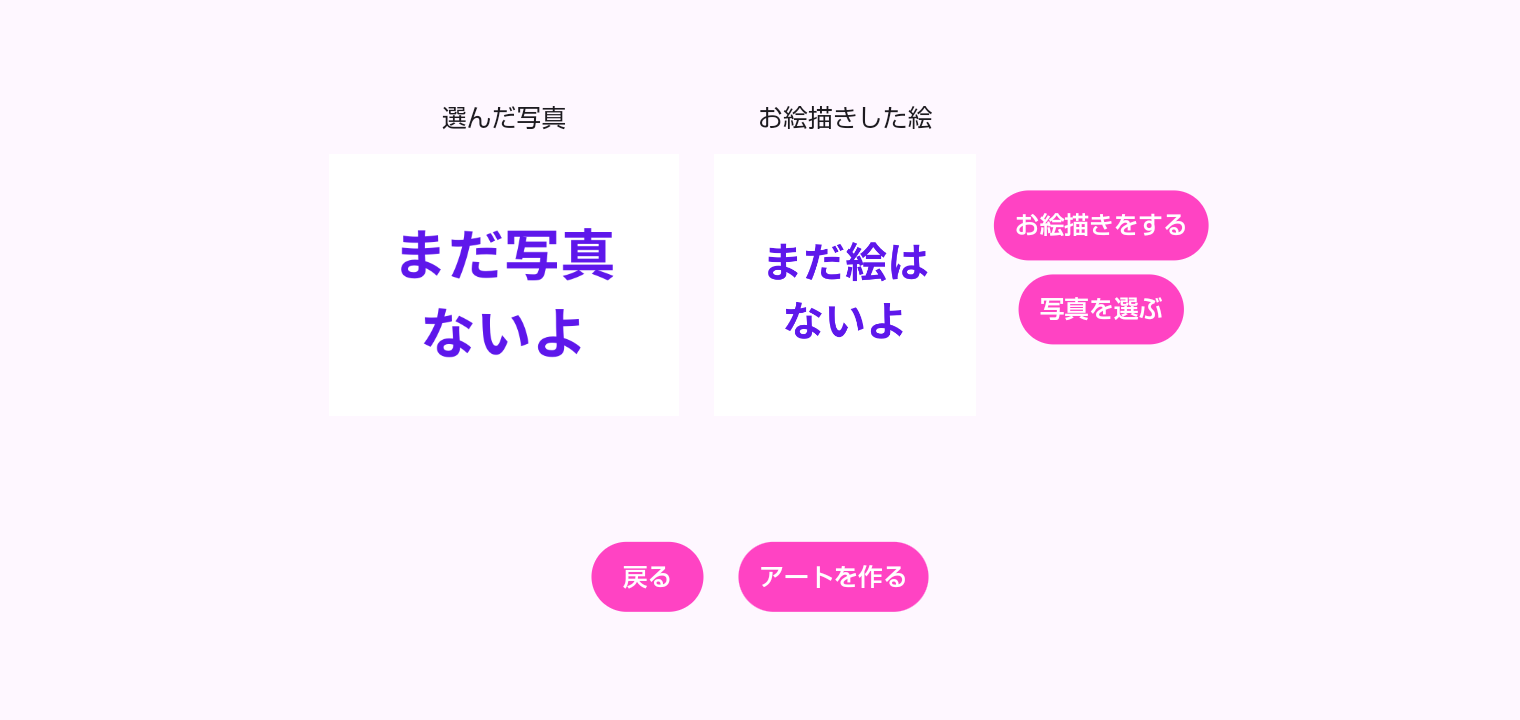 選んだ写真
お絵描きした絵
まだ写真
ないよ
まだ絵は
ないよ
お絵描きをする
写真を選ぶ
戻る
アートを作る